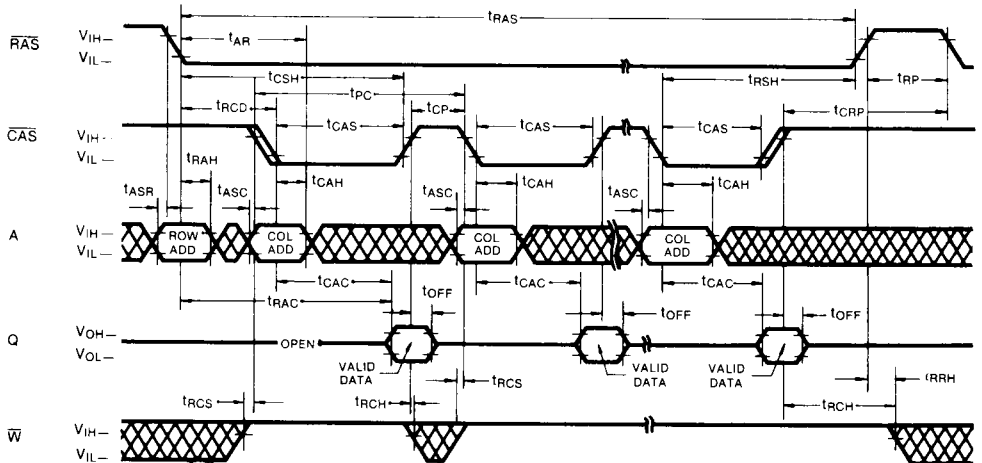 tRAS
RAS
VIH
VIL
tAR
tCSH
tRSH
tRP
tPC
tRCD
tCP
tCRP
CAS
VIH
VIL
tCAS
tCAS
tCAS
tRAH
tCAH
tCAH
tCAH
tASR
tASC
tASC
tASC
A
VIH
VIL
ROW ADD
COL ADD
COL ADD
COL ADD
tCAC
tCAC
tCAC
tRAC
tOFF
tOFF
tOFF
Q
VOH
VOL
OPEN
VALID DATA
VALID DATA
VALID DATA
VALID DATA
tRCS
tRRH
tRCS
tRCH
tRCH
W
VIH
VIL